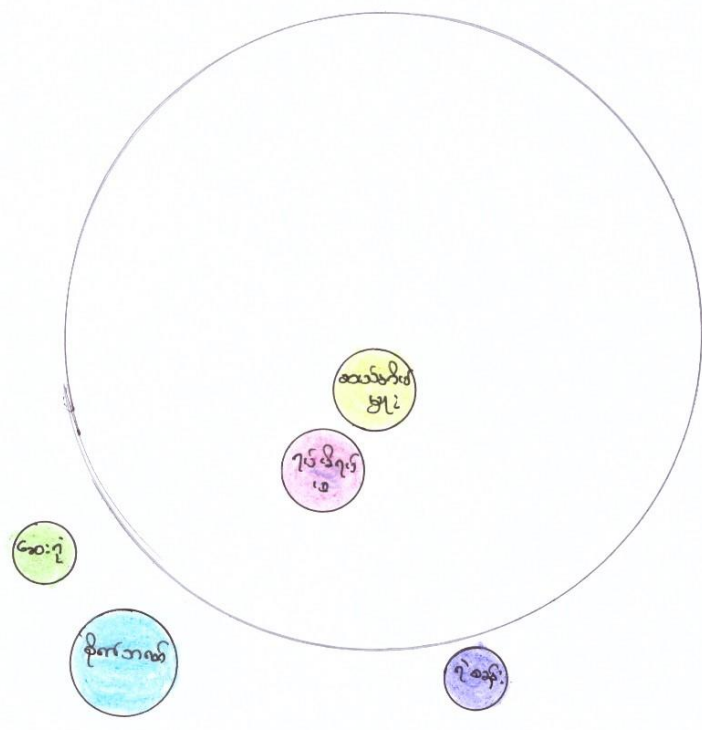 ဆယ်အိမ်
မှူး
ရပ်မိရပ်
ဖ
ဆေးရုံ
စိုက်ဘဏ်
ရဲစခန်း